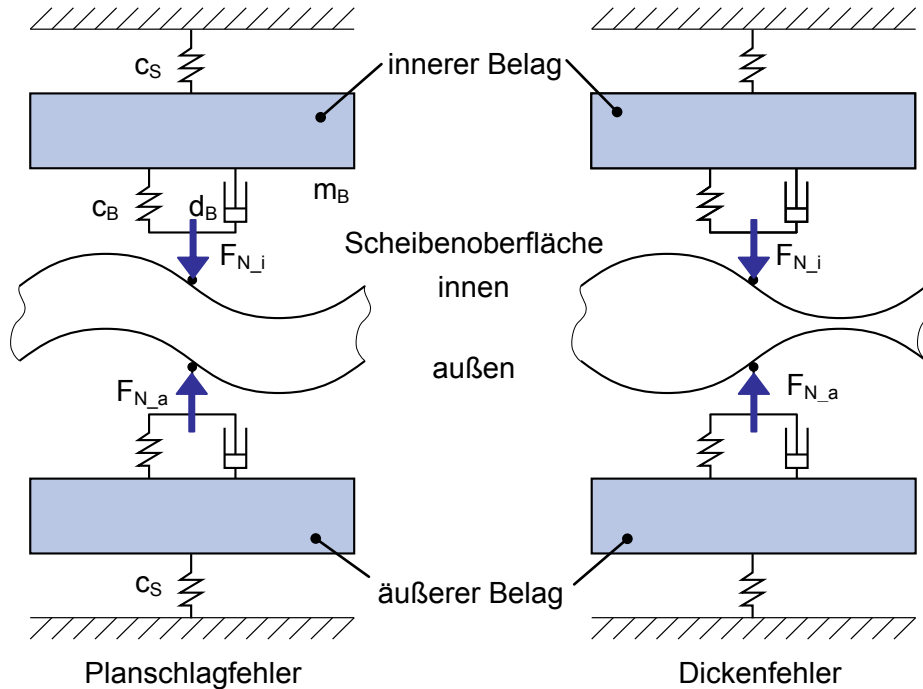 c_S
innerer Belag
c_B
d_B
m_B
F_N_i
Scheibenoberfläche
innen
F_N_i
außen
F_N_a
F_N_a
c_S
äußerer Belag
Planschlagfehler
Dickenfehler